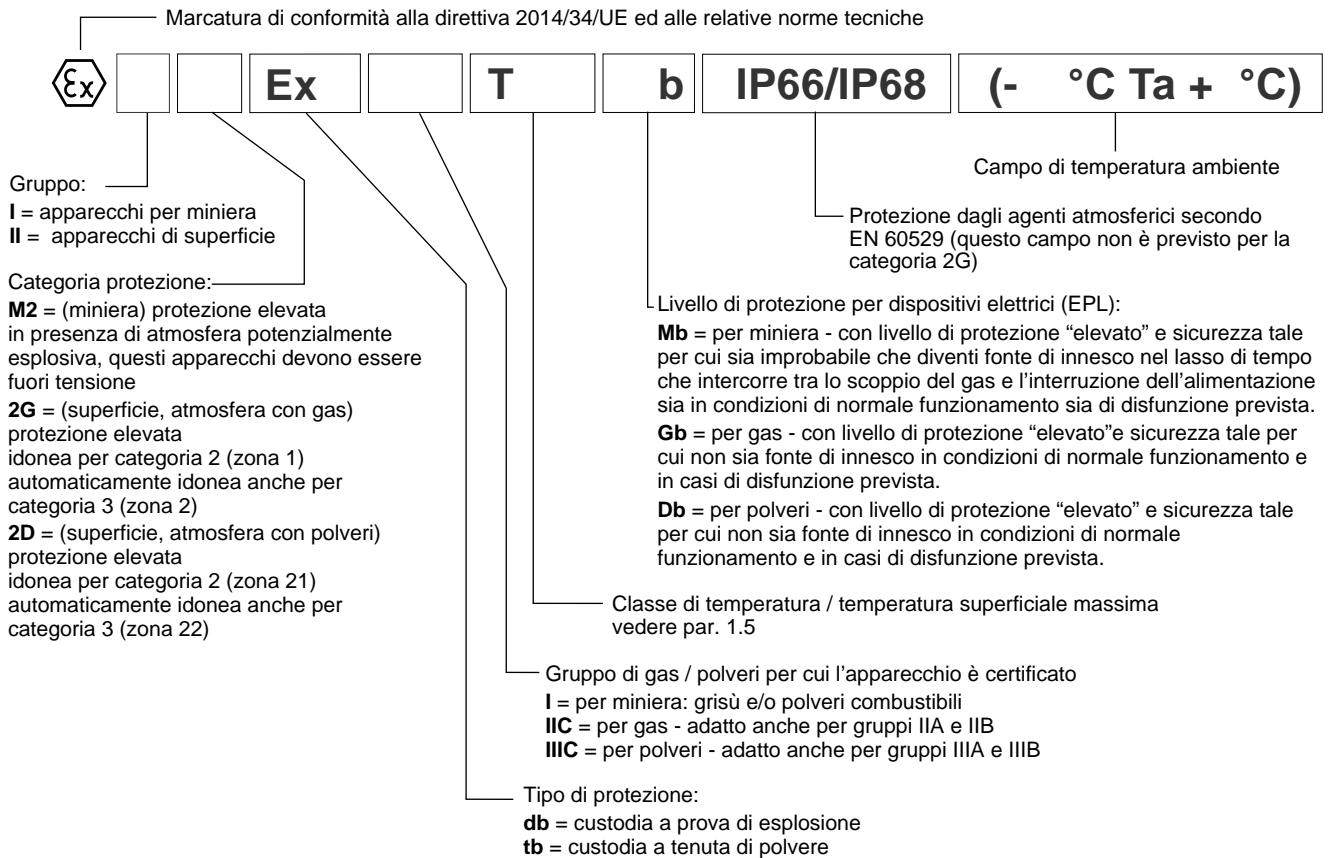 Marcatura di conformità alla direttiva 2014/34/UE ed alle relative norme tecniche
Ex Ex T b IP66/IP68 (- °C Ta + °C)
Gruppo:
I = apparecchi per miniera
II = apparecchi di superficie
Categoria protezione:
M2 = (miniera) protezione elevata
in presenza di atmosfera potenzialmente
esplosiva, questi apparecchi devono essere
fuori tensione
2G = (superficie, atmosfera con gas)
protezione elevata
idonea per categoria 2 (zona 1)
automaticamente idonea anche per
categoria 3 (zona 2)
2D = (superficie, atmosfera con polveri)
protezione elevata
idonea per categoria 2 (zona 21)
automaticamente idonea anche per
categoria 3 (zona 22)
Campo di temperatura ambiente
Protezione dagli agenti atmosferici secondo
EN 60529 (questo campo non è previsto per la
categoria 2G)
Livello di protezione per dispositivi elettrici (EPL):
Mb = per miniera - con livello di protezione “elevato” e sicurezza tale
per cui sia improbabile che diventi fonte di innesco nel lasso di tempo
che intercorre tra lo scoppio del gas e l’interruzione dell’alimentazione
sia in condizioni di normale funzionamento sia di disfunzione prevista.
Gb = per gas - con livello di protezione “elevato”e sicurezza tale per
cui non sia fonte di innesco in condizioni di normale funzionamento e
in casi di disfunzione prevista.
Db = per polveri - con livello di protezione “elevato” e sicurezza tale
per cui non sia fonte di innesco in condizioni di normale
funzionamento e in casi di disfunzione prevista.
Classe di temperatura / temperatura superficiale massima
vedere par. 1.5
Gruppo di gas / polveri per cui l’apparecchio è certificato
I = per miniera: grisù e/o polveri combustibili
IIC = per gas - adatto anche per gruppi IIA e IIB
IIIC = per polveri - adatto anche per gruppi IIIA e IIIB
Tipo di protezione:
db = custodia a prova di esplosione
tb = custodia a tenuta di polvere